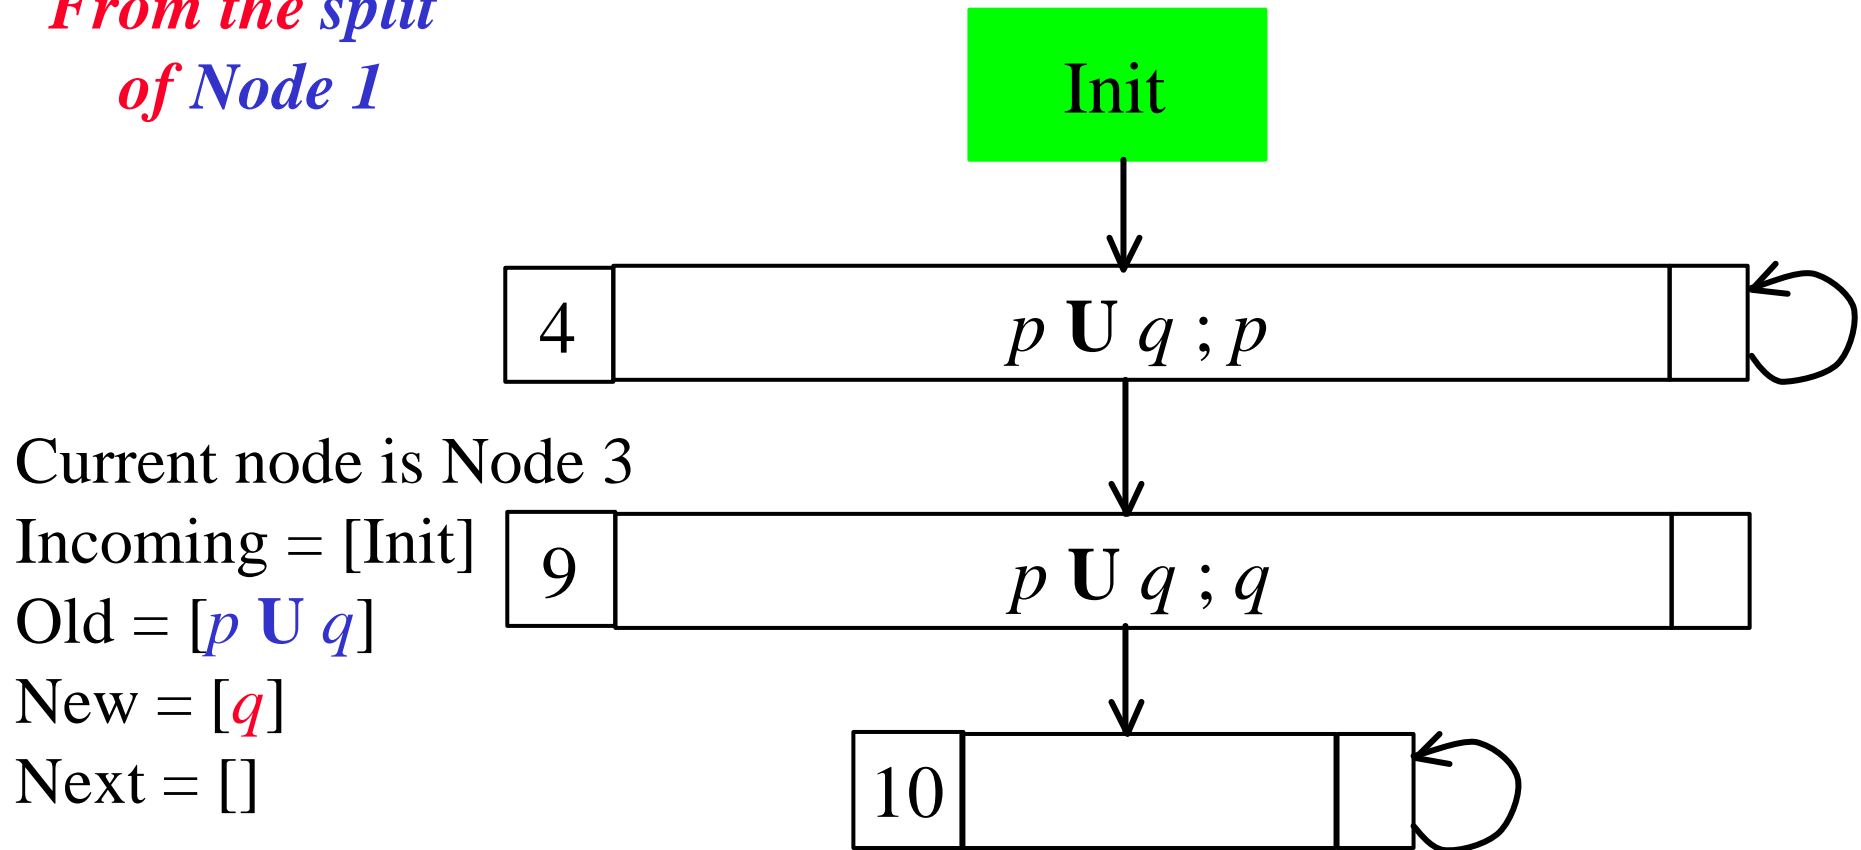 From the split
of Node 1
Init
4
p U q ; p
Current node is Node 3
Incoming = [Init]
Old = [p U q]
New = [q]
Next = []
9
p U q ; q
10